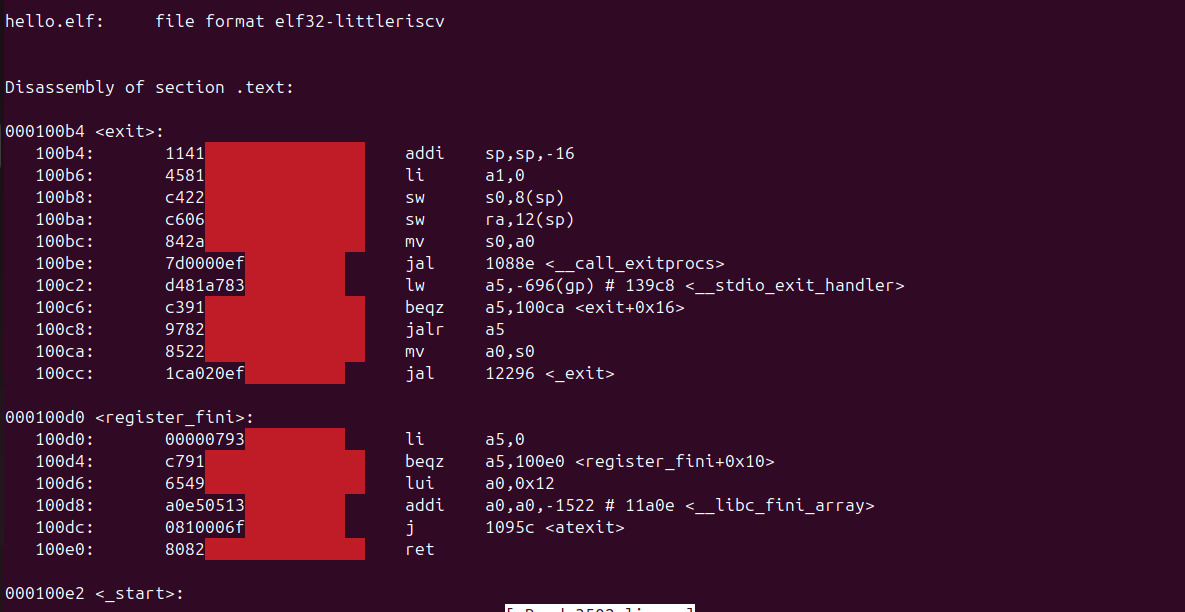 hello.elf:     file format elf32-littleriscv
Disassembly of section .text:
000100b4 <exit>:
   100b4:       1141                    addi    sp,sp,-16
   100b6:       4581                    li      a1,0
   100b8:       c422                    sw      s0,8(sp)
   100ba:       c606                    sw      ra,12(sp)
   100bc:       842a                    mv      s0,a0
   100be:       7d0000ef                jal     1088e <__call_exitprocs>
   100c2:       d481a783                lw      a5,-696(gp) # 139c8 <__stdio_exit_handler>
   100c6:       c391                    beqz    a5,100ca <exit+0x16>
   100c8:       9782                    jalr    a5
   100ca:       8522                    mv      a0,s0
   100cc:       1ca020ef                jal     12296 <_exit>
000100d0 <register_fini>:
   100d0:       00000793                li      a5,0
   100d4:       c791                    beqz    a5,100e0 <register_fini+0x10>
   100d6:       6549                    lui     a0,0x12
   100d8:       a0e50513                addi    a0,a0,-1522 # 11a0e <__libc_fini_array>
   100dc:       0810006f                j       1095c <atexit>
   100e0:       8082                    ret
000100e2 <_start>: